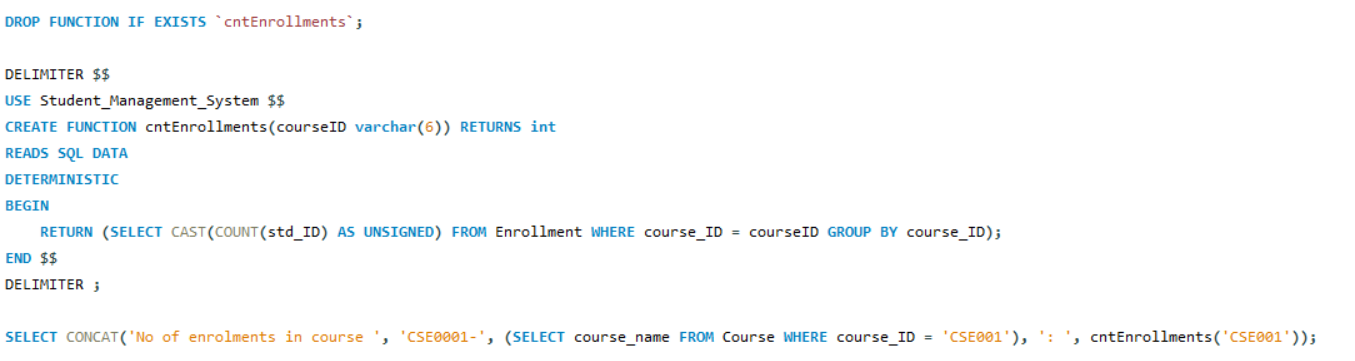 DROP FUNCTION IF EXISTS `cntEnrollments`;
DELIMITER $$
USE Student_Management_System $$
CREATE FUNCTION cntEnrollments(courseID varchar(6)) RETURNS int
READS SQL DATA
DETERMINISTIC
BEGIN
    RETURN (SELECT CAST(COUNT(std_ID) AS UNSIGNED) FROM Enrollment WHERE course_ID = courseID GROUP BY course_ID);
END $$
DELIMITER ;
SELECT CONCAT('No of enrolments in course ', 'CSE0001-', (SELECT course_name FROM Course WHERE course_ID = 'CSE001'), ': ', cntEnrollments('CSE001'));